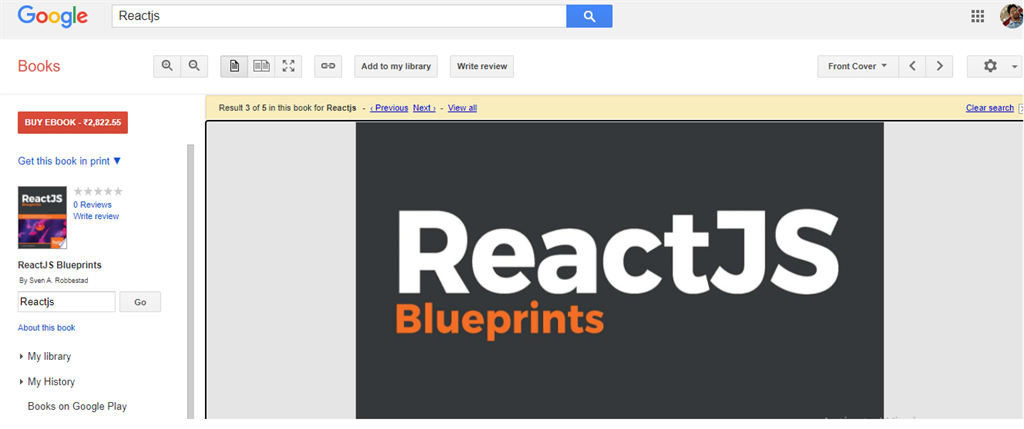 Google
Reactjs
Books
Add to my library
Write review
Front Cover
Result 3 of 5 in this book for Reactjs - ‹ Previous Next › - View all
Clear search
BUY EBOOK - ₹2,822.55
Get this book in print ▼
ReactJS
Blueprints
0 Reviews
Write review
ReactJS Blueprints
By Sven A. Robbestad
Reactjs
Go
About this book
My library
My History
Books on Google Play
ReactJS
Blueprints